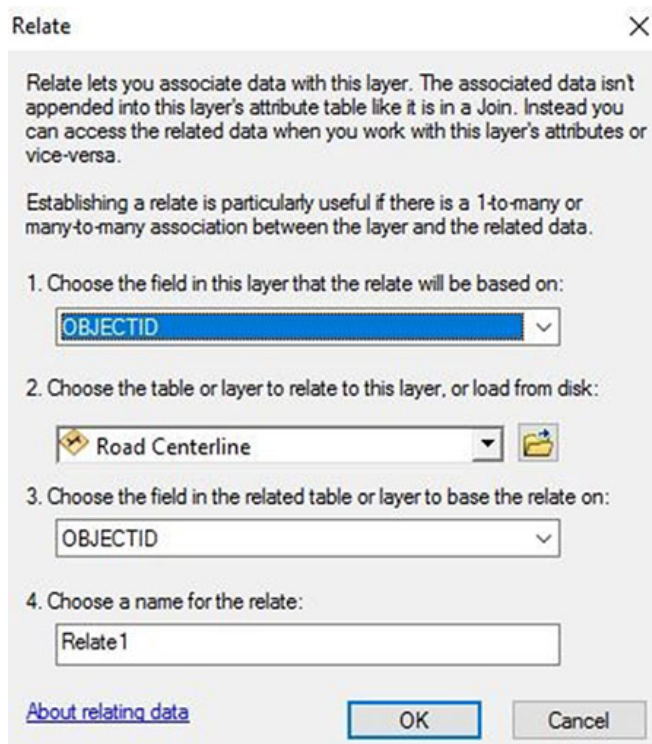 Relate
Relate lets you associate data with this layer. The associated data isn't
appended into this layer's attribute table like it is in a Join. Instead you
can access the related data when you work with this layer's attributes or
vice-versa.
Establishing a relate is particularly useful if there is a 1-to-many or
many-to-many association between the layer and the related data.
1. Choose the field in this layer that the relate will be based on:
OBJECTID
2. Choose the table or layer to relate to this layer, or load from disk:
Road Centerline
3. Choose the field in the related table or layer to base the relate on:
OBJECTID
4. Choose a name for the relate:
Relate1
About relating data
OK
Cancel